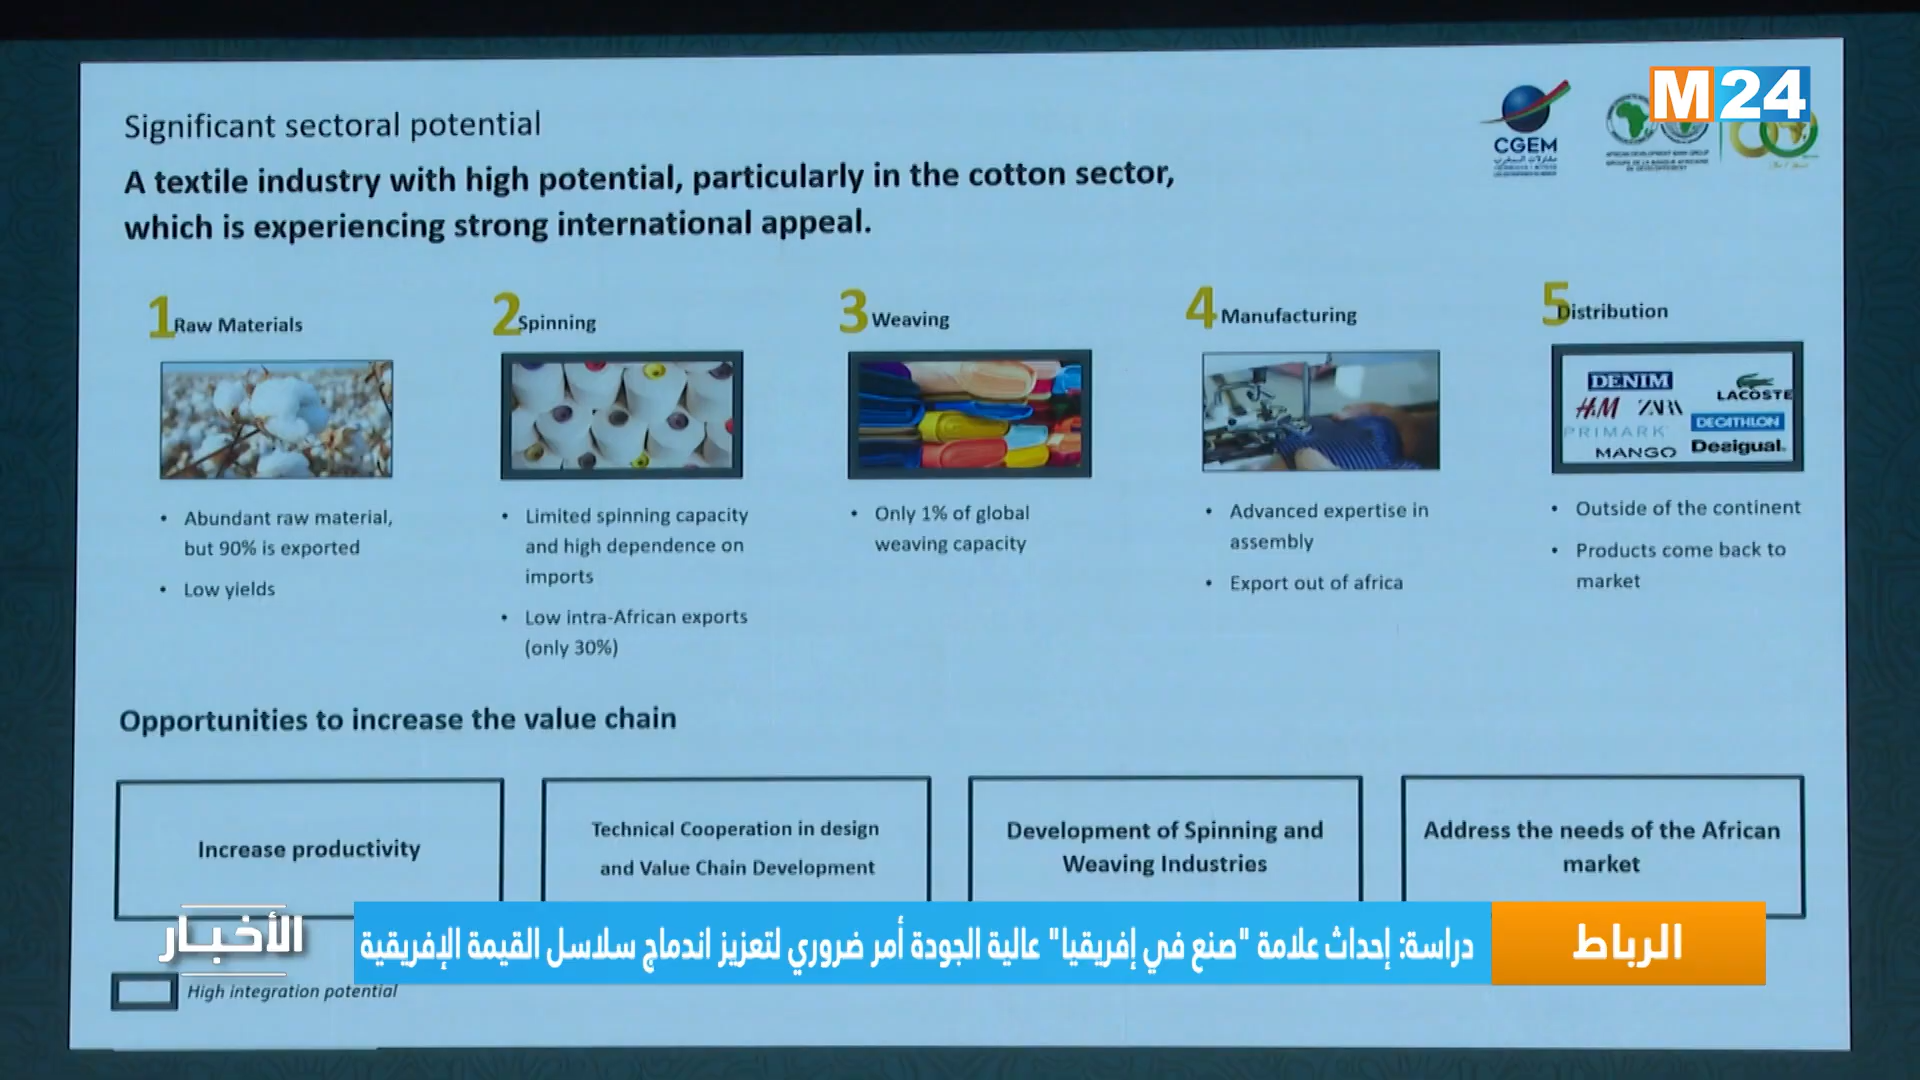 Significant sectoral potential
A textile industry with high potential, particularly in the cotton sector,
which is experiencing strong international appeal.
CGEM
M24
1 Raw Materials
2 Spinning
3 Weaving
4 Manufacturing
5 Distribution
DENIM
LACOSTE
H&M
ZARA
DECATHLON
PRIMARK
MANGO
Desigual.
• Abundant raw material,
but 90% is exported
• Low yields
• Limited spinning capacity
and high dependence on
imports
• Low intra-African exports
(only 30%)
• Only 1% of global
weaving capacity
• Advanced expertise in
assembly
• Export out of africa
• Outside of the continent
• Products come back to
market
Opportunities to increase the value chain
Increase productivity
Technical Cooperation in design
and Value Chain Development
Development of Spinning and
Weaving Industries
Address the needs of the African
market
الرباط
دراسة: إحداث علامة "صنع في إفريقيا" عالية الجودة أمر ضروري لتعزيز اندماج سلاسل القيمة الإفريقية
الأخبار
High integration potential